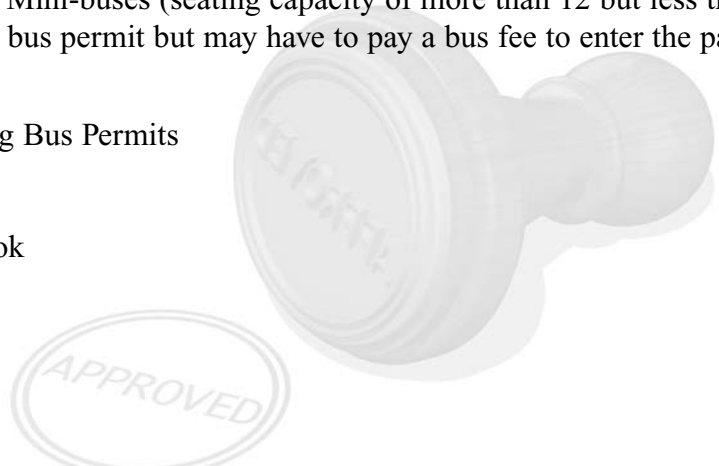 Mini-buses (seating capacity of more than 12 but less th
bus permit but may have to pay a bus fee to enter the pa
g Bus Permits
ok
APPROVED